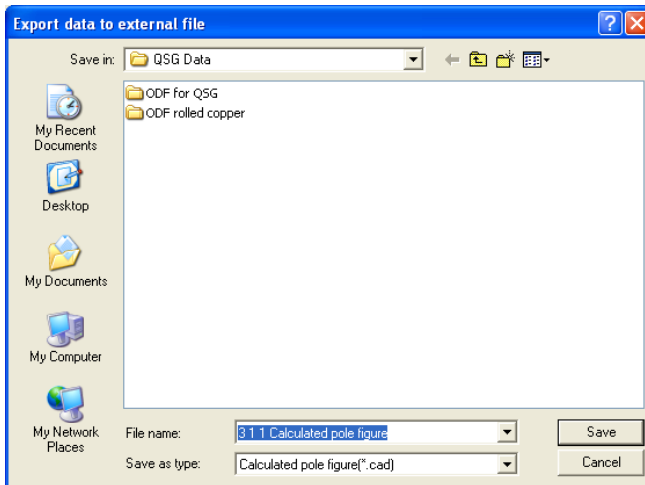 Export data to external file
Save in:
QSG Data
My Recent
Documents
Desktop
My Documents
My Computer
My Network
Places
ODF for QSG
ODF rolled copper
File name:
3 1 1 Calculated pole figure
Save
Save as type:
Calculated pole figure(*.cad)
Cancel